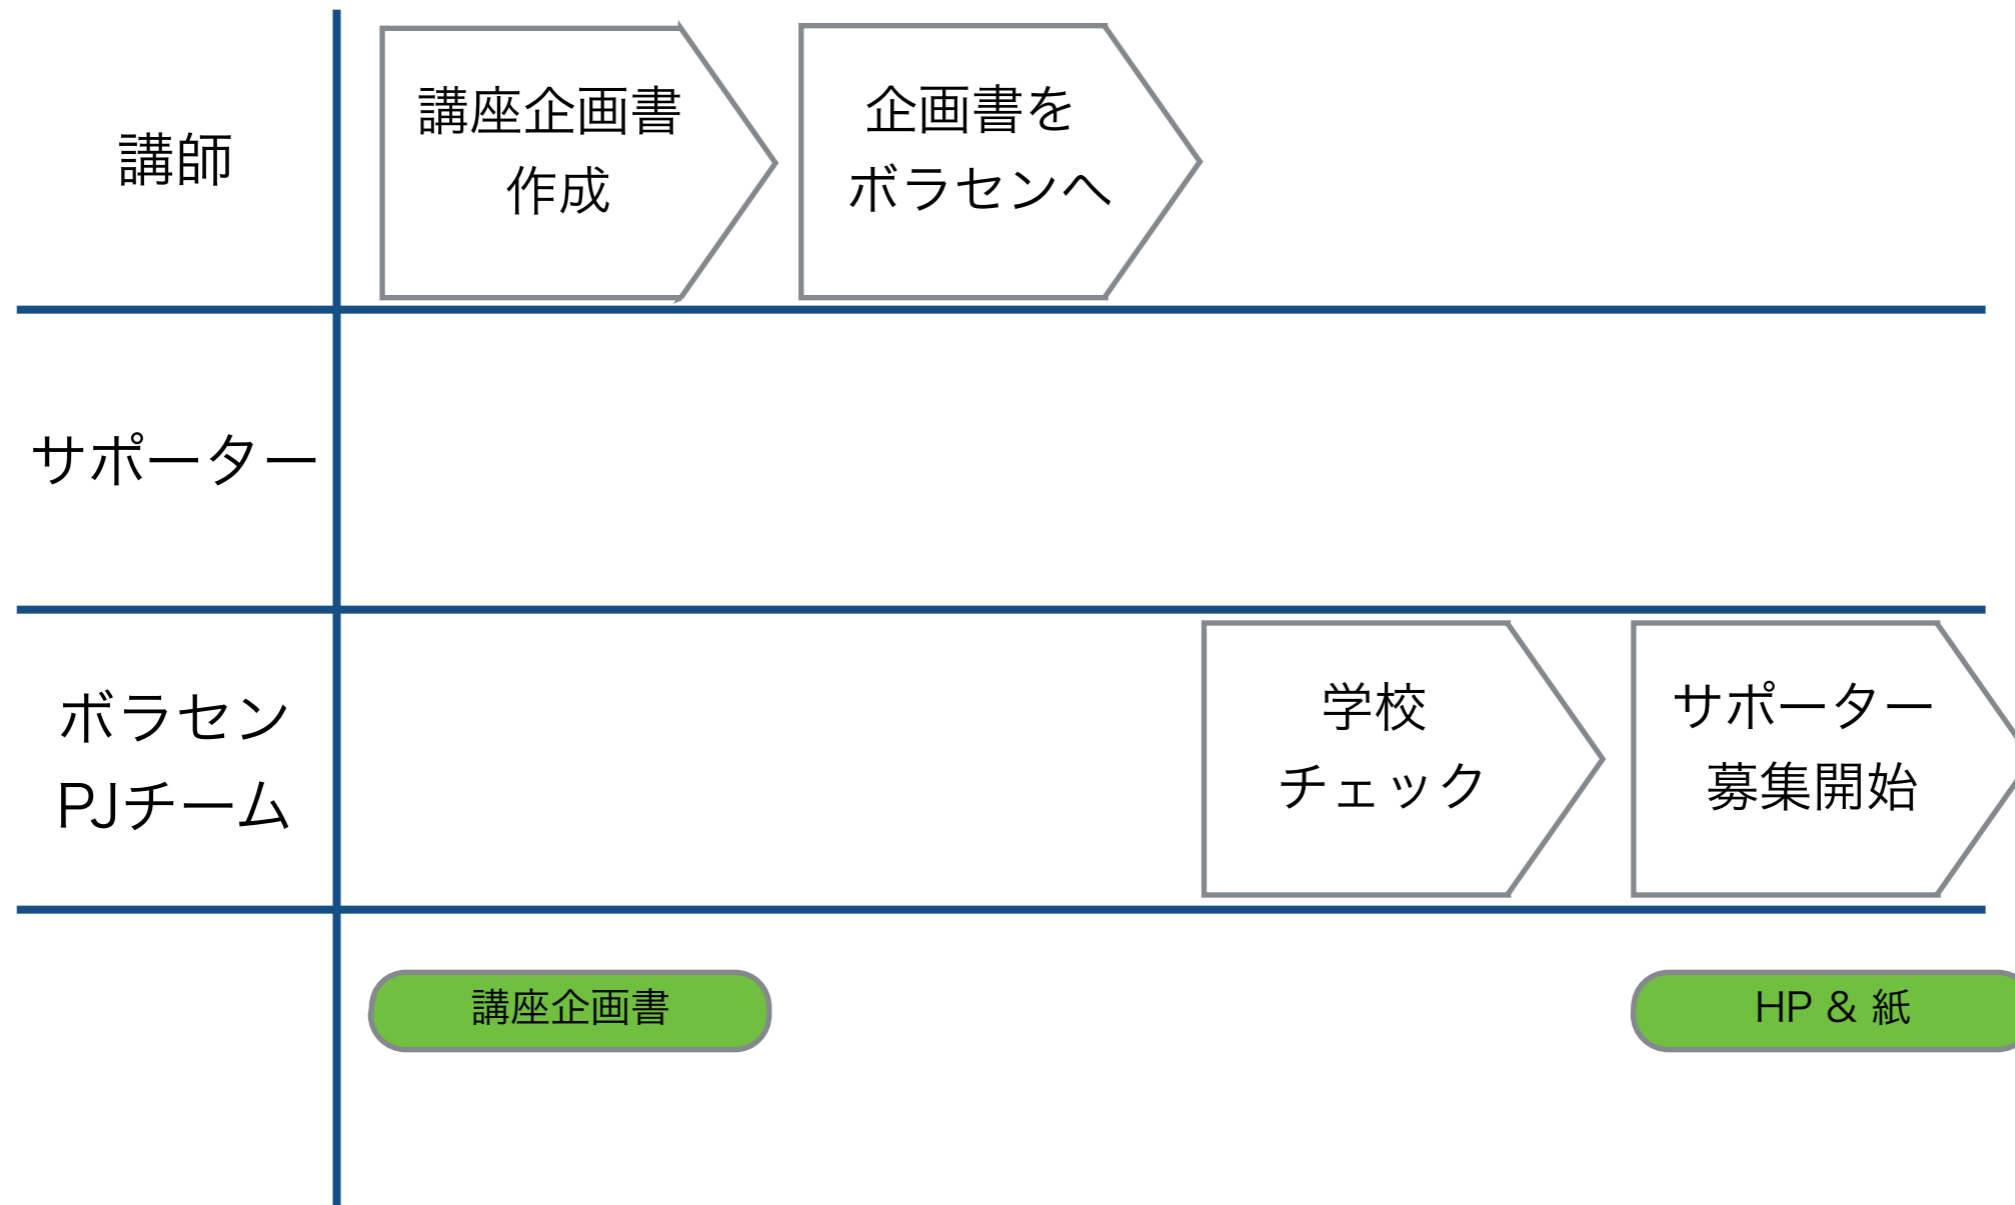 講師
講座企画書
作成
企画書を
ボラセンへ
サポーター
ボラセン
PJチーム
学校
チェック
サポーター
募集開始
講座企画書
HP & 紙